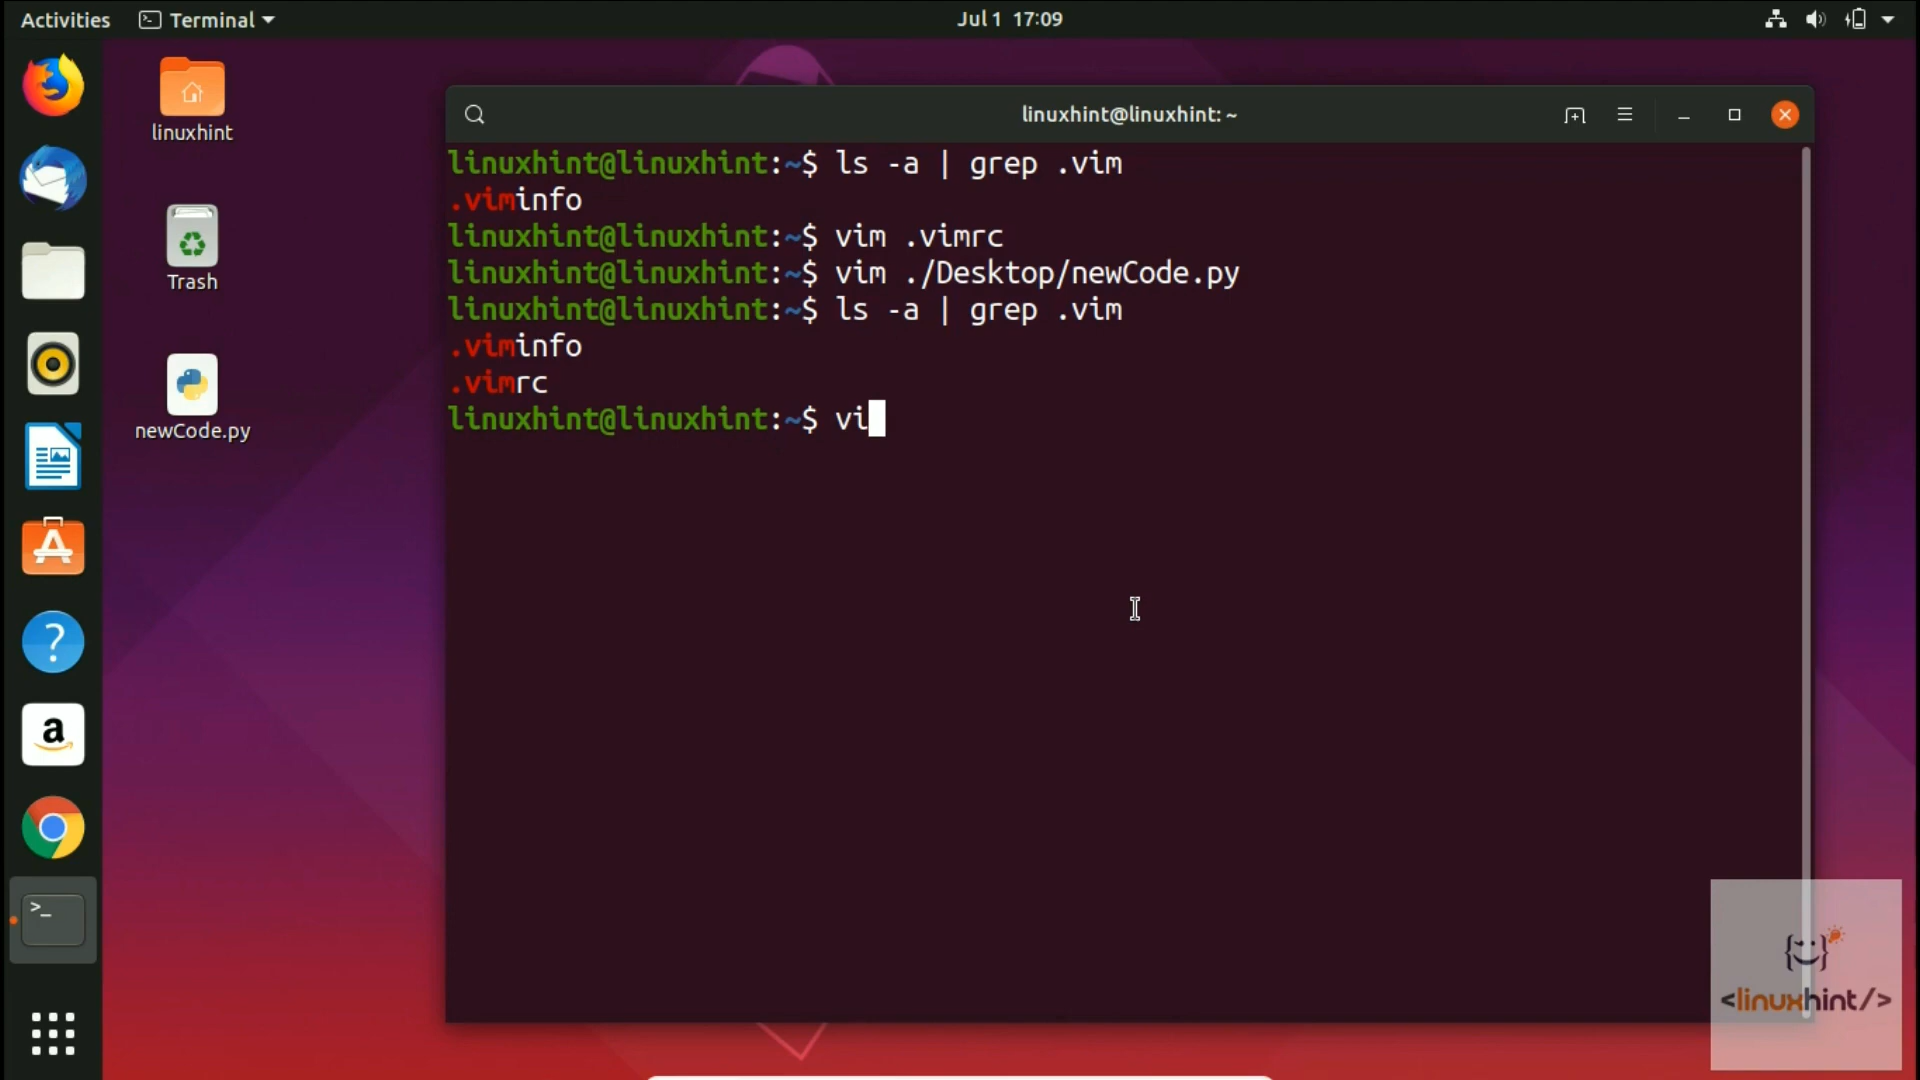 Activities
Terminal
Jul 1 17:09
linuxhint
Trash
newCode.py
linuxhint@linuxhint: ~
linuxhint@linuxhint:~$ ls -a | grep .vim
.viminfo
linuxhint@linuxhint:~$ vim .vimrc
linuxhint@linuxhint:~$ vim ./Desktop/newCode.py
linuxhint@linuxhint:~$ ls -a | grep .vim
.viminfo
.vimrc
linuxhint@linuxhint:~$ vi
<linuxhint/>